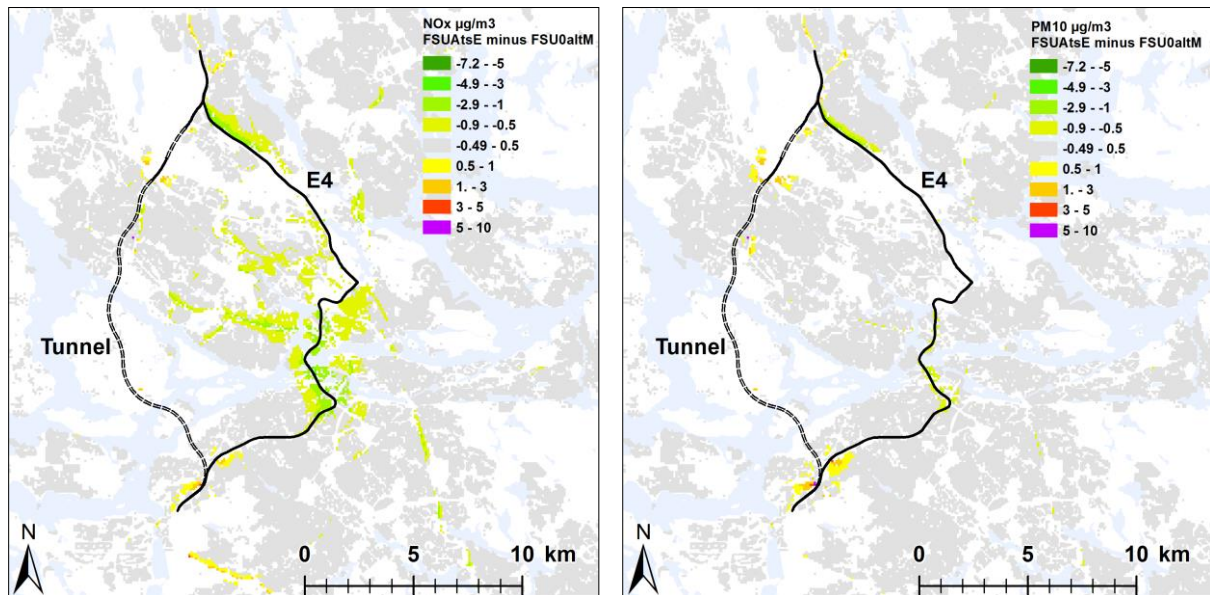 NOx µg/m3
FSUAtsE minus FSU0altM
-7.2 - -5
-4.9 - -3
-2.9 - -1
-0.9 - -0.5
-0.49 - 0.5
0.5 - 1
1. - 3
3 - 5
5 - 10
E4
Tunnel
N
0 5 10 km
PM10 µg/m3
FSUAtsE minus FSU0altM
-7.2 - -5
-4.9 - -3
-2.9 - -1
-0.9 - -0.5
-0.49 - 0.5
0.5 - 1
1. - 3
3 - 5
5 - 10
E4
Tunnel
N
0 5 10 km